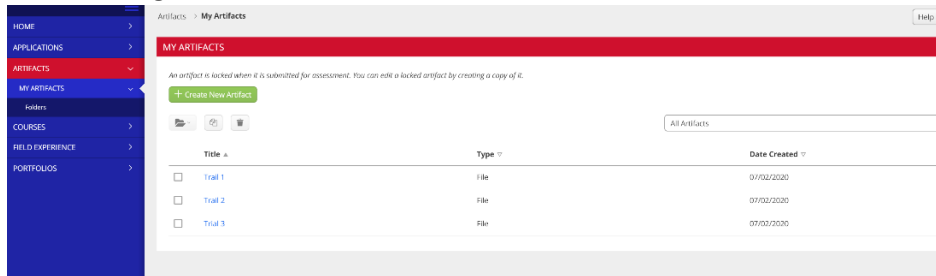 Artifacts > My Artifacts
Help
HOME
APPLICATIONS
ARTIFACTS
MY ARTIFACTS
Folders
COURSES
FIELD EXPERIENCE
PORTFOLIOS
MY ARTIFACTS
An artifact is locked when it is submitted for assessment. You can edit a locked artifact by creating a copy of it.
+ Create New Artifact
All Artifacts
Title Type Date Created
Trail 1 File 07/02/2020
Trail 2 File 07/02/2020
Trial 3 File 07/02/2020